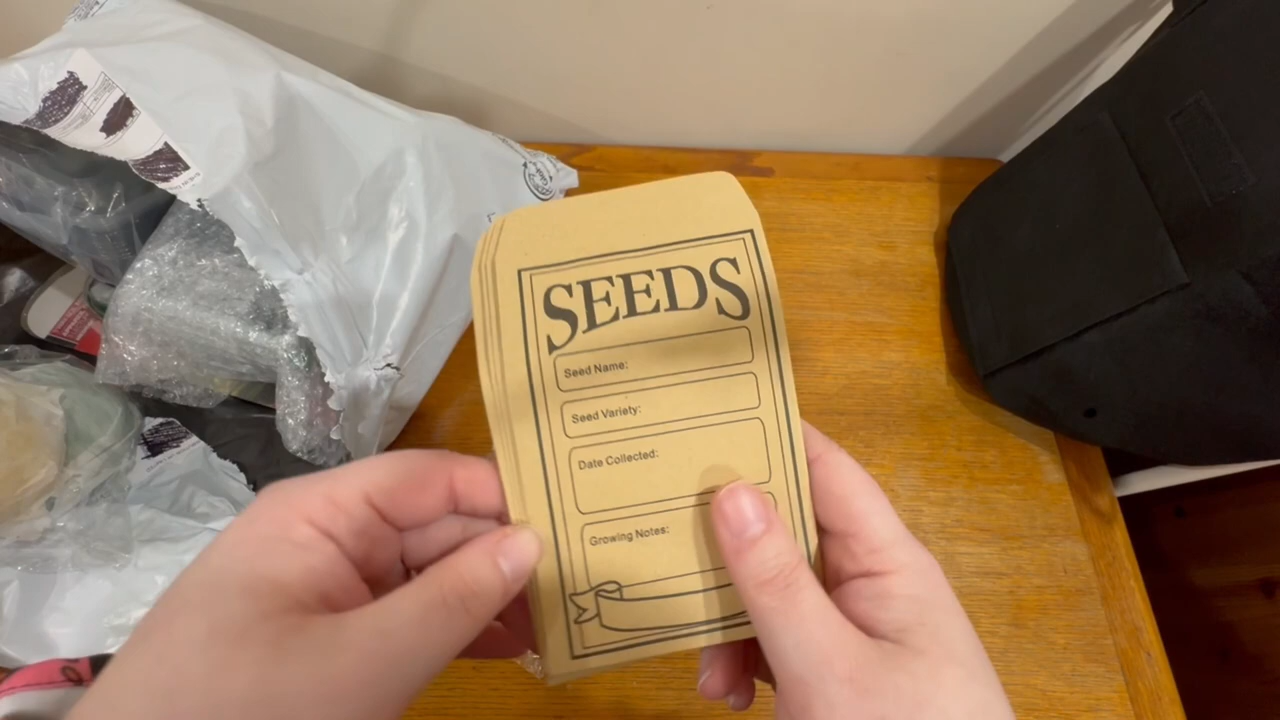 SEEDS
Seed Name:
Seed Variety:
Date Collected:
Growing Notes: